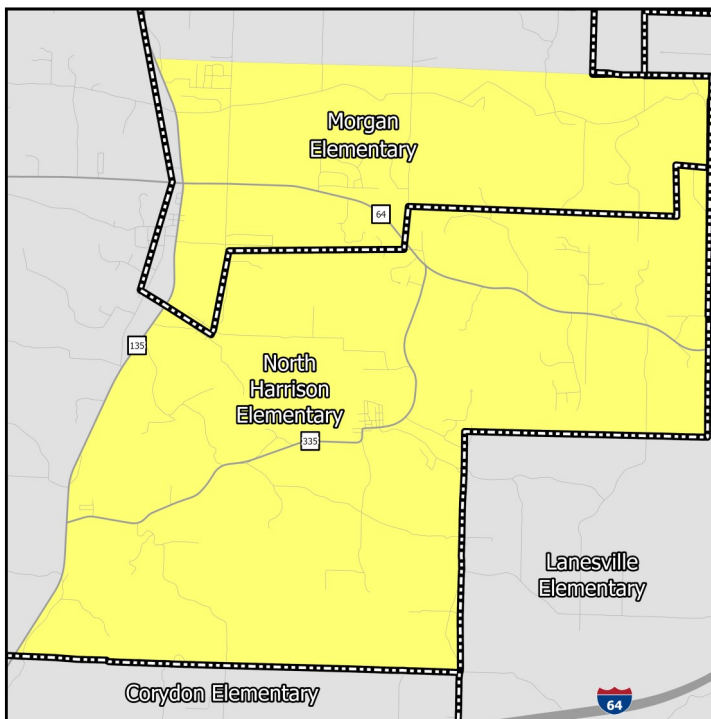 Morgan
Elementary
64
135
North
Harrison
Elementary
335
Lanesville
Elementary
Corydon Elementary
64